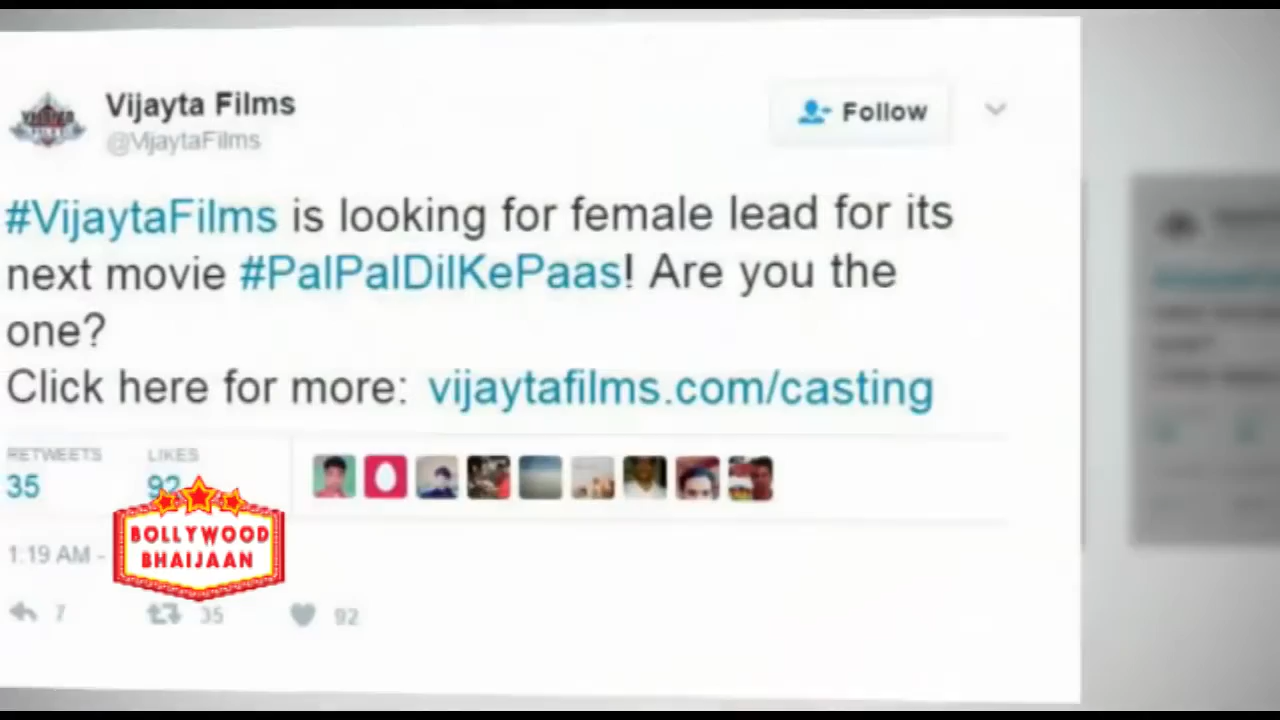 Vijayta Films
@VijaytaFilms
Follow
#VijaytaFilms is looking for female lead for its
next movie #PalPalDilKePaas! Are you the
one?
Click here for more: vijaytafilms.com/casting
RETWEETS LIKES
35 92
1:19 AM -
BOLLYWOOD
BHAIJAAN
7 35 92